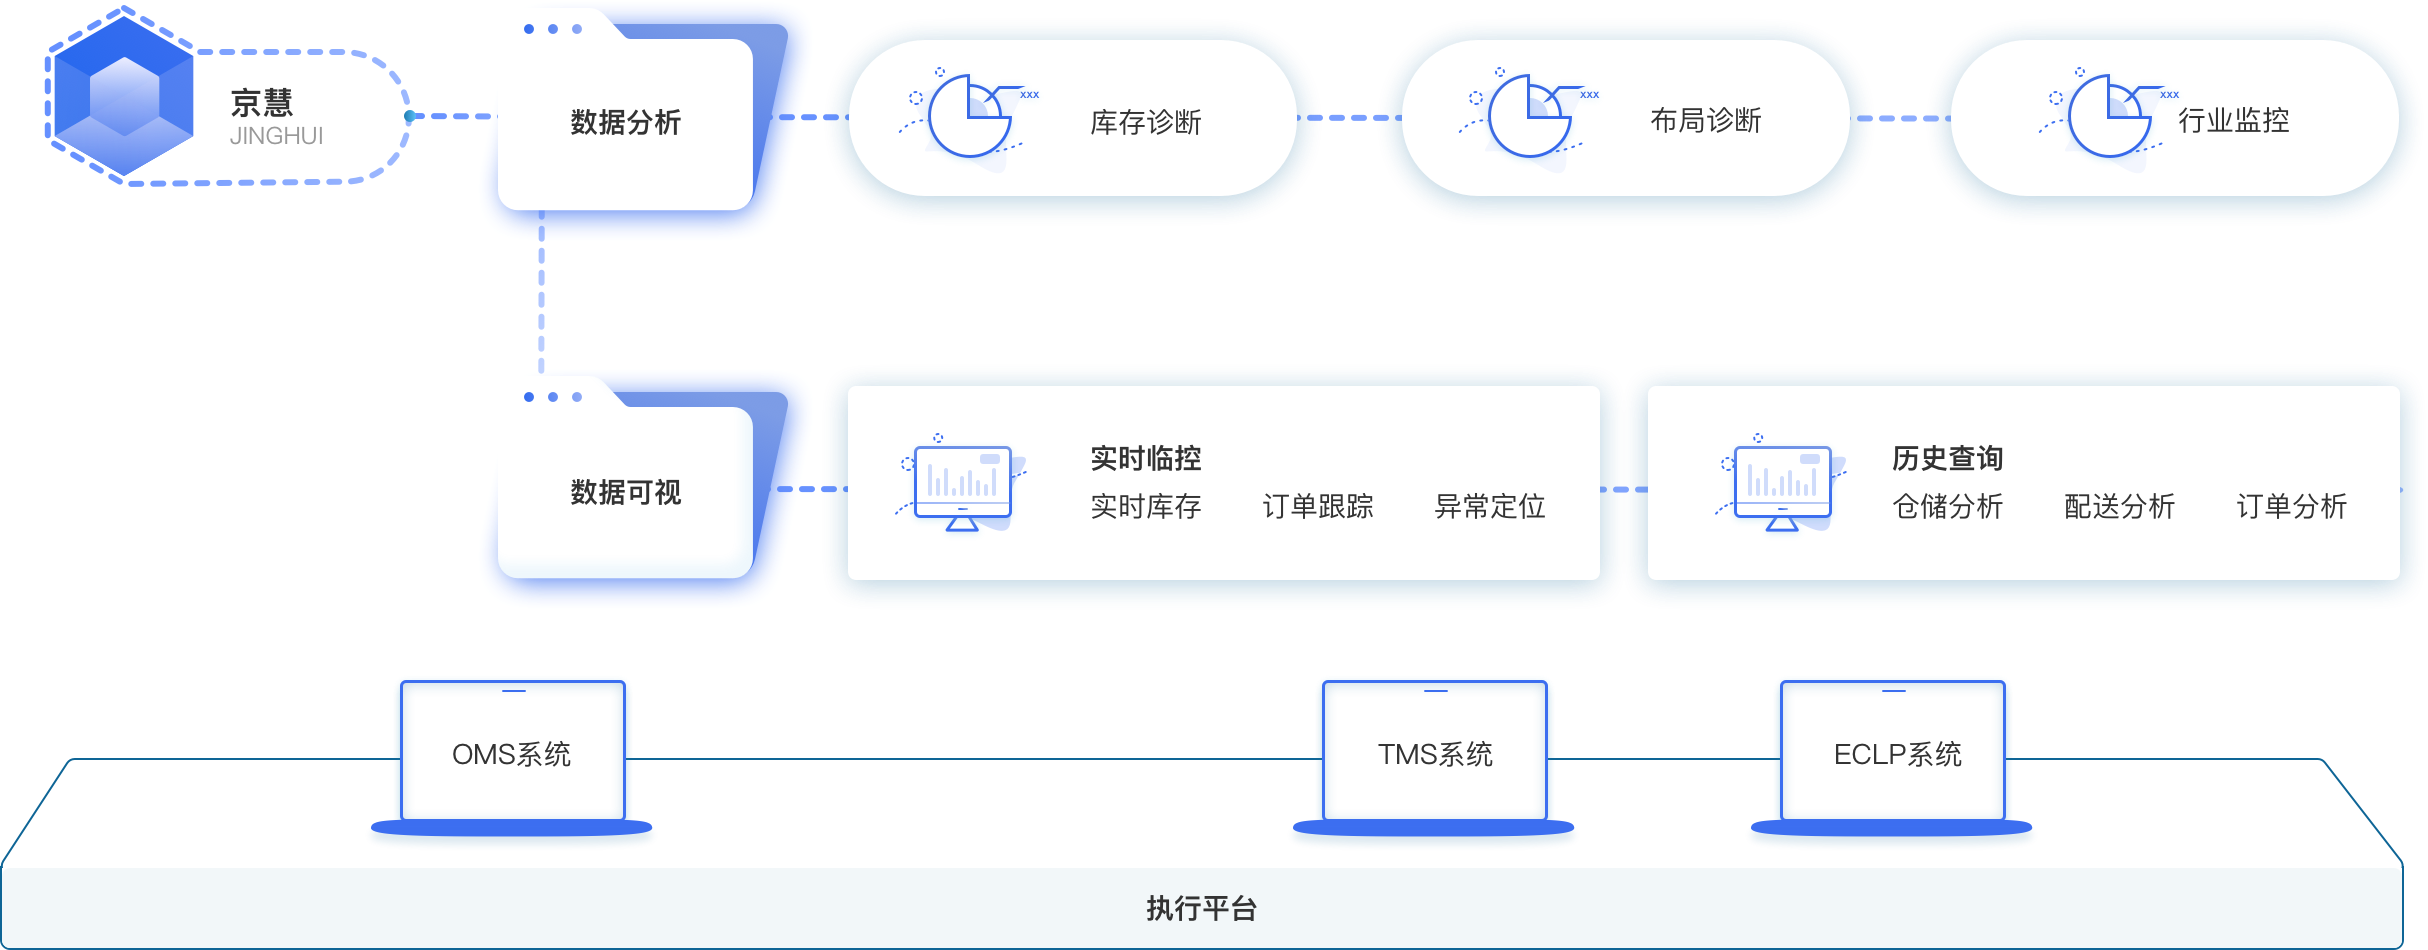 京慧
JINGHUI
数据分析
xxx
库存诊断
xxx
布局诊断
xxx
行业监控
数据可视
实时临控
实时库存 订单跟踪 异常定位
历史查询
仓储分析 配送分析 订单分析
OMS系统
TMS系统
ECLP系统
执行平台